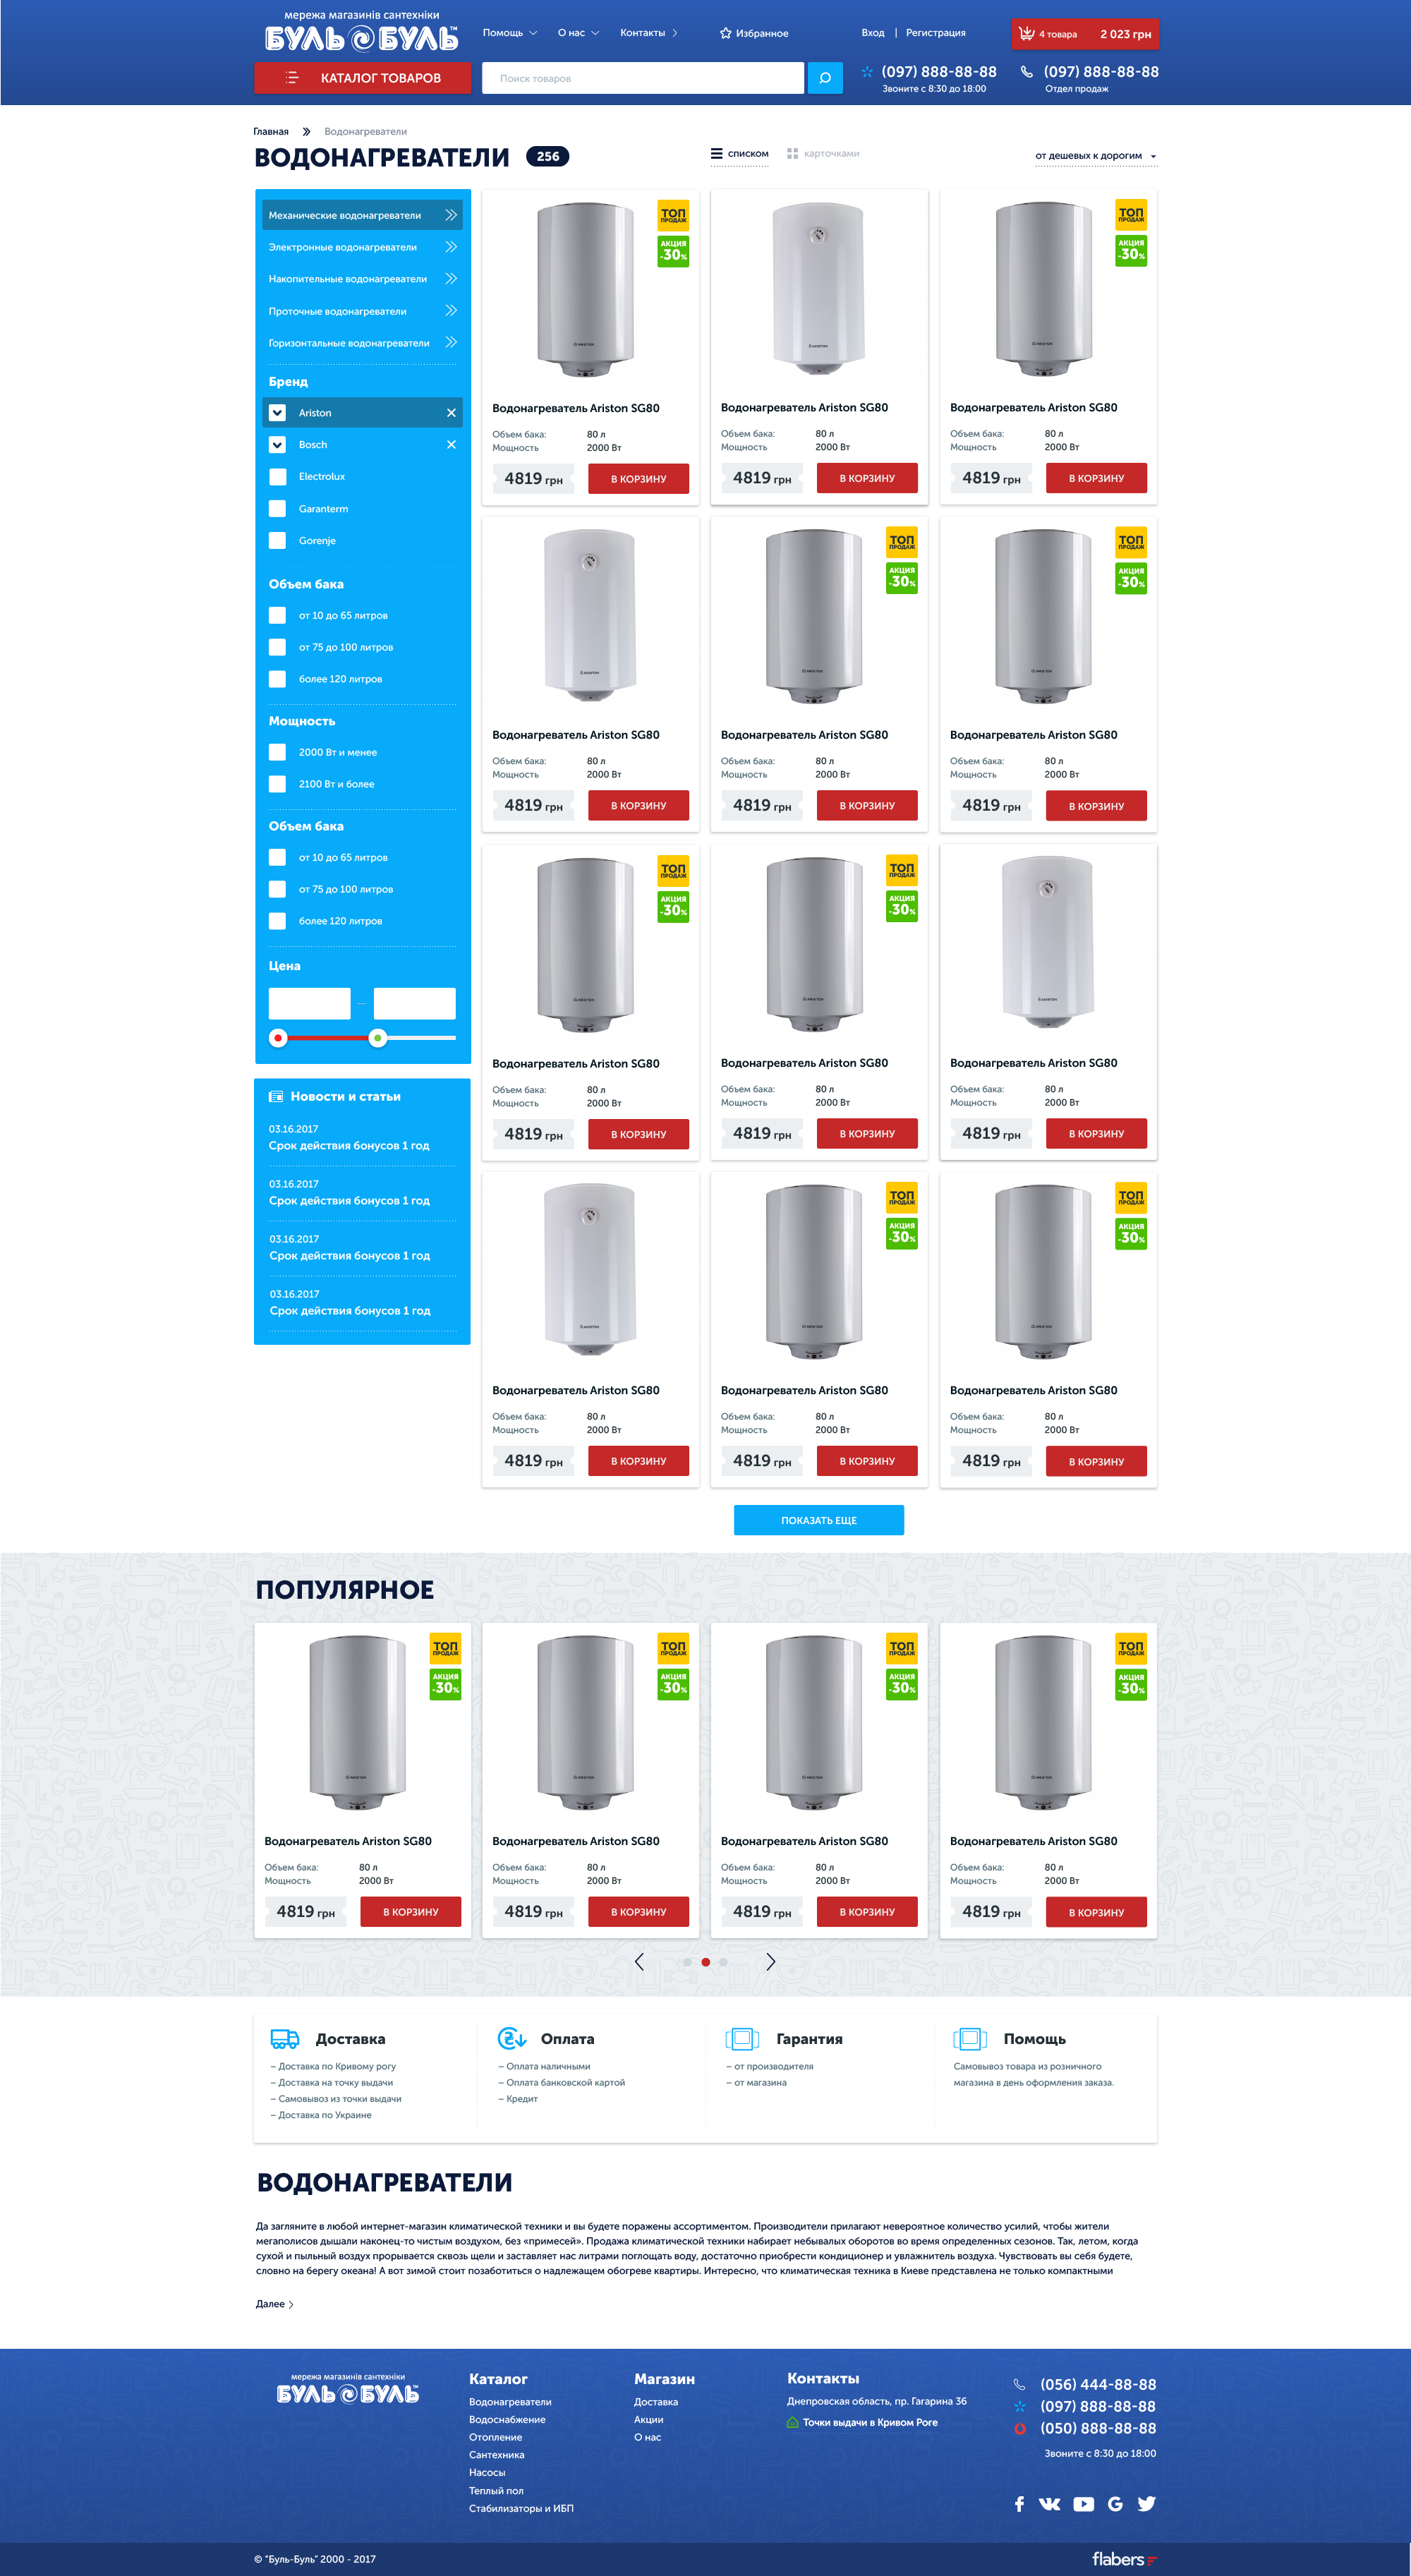 мережа магазинів сантехніки
БУЛЬ БУЛЬ™
Помощь
О нас
Контакты
Избранное
Вход | Регистрация
4 товара 2 023 грн
КАТАЛОГ ТОВАРОВ
Поиск товаров
(097) 888-88-88
Звоните с 8:30 до 18:00
(097) 888-88-88
Отдел продаж
Главная
Водонагреватели
ВОДОНАГРЕВАТЕЛИ 256
списком
карточками
от дешевых к дорогим
Механические водонагреватели
Электронные водонагреватели
Накопительные водонагреватели
Проточные водонагреватели
Горизонтальные водонагреватели
Бренд
Ariston
Bosch
Electrolux
Garanterm
Gorenje
Объем бака
от 10 до 65 литров
от 75 до 100 литров
более 120 литров
Мощность
2000 Вт и менее
2100 Вт и более
Объем бака
от 10 до 65 литров
от 75 до 100 литров
более 120 литров
Цена
Новости и статьи
03.16.2017
Срок действия бонусов 1 год
03.16.2017
Срок действия бонусов 1 год
03.16.2017
Срок действия бонусов 1 год
03.16.2017
Срок действия бонусов 1 год
ТОП
ПРОДАЖ
АКЦИЯ
-30%
ARISTON
Водонагреватель Ariston SG80
Объем бака: 80 л
Мощность 2000 Вт
4819 грн В КОРЗИНУ
ARISTON
Водонагреватель Ariston SG80
Объем бака: 80 л
Мощность 2000 Вт
4819 грн В КОРЗИНУ
ТОП
ПРОДАЖ
АКЦИЯ
-30%
ARISTON
Водонагреватель Ariston SG80
Объем бака: 80 л
Мощность 2000 Вт
4819 грн В КОРЗИНУ
ARISTON
Водонагреватель Ariston SG80
Объем бака: 80 л
Мощность 2000 Вт
4819 грн В КОРЗИНУ
ТОП
ПРОДАЖ
АКЦИЯ
-30%
ARISTON
Водонагреватель Ariston SG80
Объем бака: 80 л
Мощность 2000 Вт
4819 грн В КОРЗИНУ
ТОП
ПРОДАЖ
АКЦИЯ
-30%
ARISTON
Водонагреватель Ariston SG80
Объем бака: 80 л
Мощность 2000 Вт
4819 грн В КОРЗИНУ
ТОП
ПРОДАЖ
АКЦИЯ
-30%
ARISTON
Водонагреватель Ariston SG80
Объем бака: 80 л
Мощность 2000 Вт
4819 грн В КОРЗИНУ
ТОП
ПРОДАЖ
АКЦИЯ
-30%
ARISTON
Водонагреватель Ariston SG80
Объем бака: 80 л
Мощность 2000 Вт
4819 грн В КОРЗИНУ
ARISTON
Водонагреватель Ariston SG80
Объем бака: 80 л
Мощность 2000 Вт
4819 грн В КОРЗИНУ
ARISTON
Водонагреватель Ariston SG80
Объем бака: 80 л
Мощность 2000 Вт
4819 грн В КОРЗИНУ
ТОП
ПРОДАЖ
АКЦИЯ
-30%
ARISTON
Водонагреватель Ariston SG80
Объем бака: 80 л
Мощность 2000 Вт
4819 грн В КОРЗИНУ
ТОП
ПРОДАЖ
АКЦИЯ
-30%
ARISTON
Водонагреватель Ariston SG80
Объем бака: 80 л
Мощность 2000 Вт
4819 грн В КОРЗИНУ
ПОКАЗАТЬ ЕЩЕ
ПОПУЛЯРНОЕ
ТОП
ПРОДАЖ
АКЦИЯ
-30%
ARISTON
Водонагреватель Ariston SG80
Объем бака: 80 л
Мощность 2000 Вт
4819 грн В КОРЗИНУ
ТОП
ПРОДАЖ
АКЦИЯ
-30%
ARISTON
Водонагреватель Ariston SG80
Объем бака: 80 л
Мощность 2000 Вт
4819 грн В КОРЗИНУ
ТОП
ПРОДАЖ
АКЦИЯ
-30%
ARISTON
Водонагреватель Ariston SG80
Объем бака: 80 л
Мощность 2000 Вт
4819 грн В КОРЗИНУ
ТОП
ПРОДАЖ
АКЦИЯ
-30%
ARISTON
Водонагреватель Ariston SG80
Объем бака: 80 л
Мощность 2000 Вт
4819 грн В КОРЗИНУ
Доставка
– Доставка по Кривому рогу
– Доставка на точку выдачи
– Самовывоз из точки выдачи
– Доставка по Украине
Оплата
– Оплата наличными
– Оплата банковской картой
– Кредит
Гарантия
– от производителя
– от магазина
Помощь
Самовывоз товара из розничного
магазина в день оформления заказа.
ВОДОНАГРЕВАТЕЛИ
Да загляните в любой интернет-магазин климатической техники и вы будете поражены ассортиментом. Производители прилагают невероятное количество усилий, чтобы жители
мегаполисов дышали наконец-то чистым воздухом, без «примесей». Продажа климатической техники набирает небывалых оборотов во время определенных сезонов. Так, летом, когда
сухой и пыльный воздух прорывается сквозь щели и заставляет нас литрами поглощать воду, достаточно приобрести кондиционер и увлажнитель воздуха. Чувствовать вы себя будете,
словно на берегу океана! А вот зимой стоит позаботиться о надлежащем обогреве квартиры. Интересно, что климатическая техника в Киеве представлена не только компактными
Далее
мережа магазинів сантехніки
БУЛЬ БУЛЬ™
Каталог
Водонагреватели
Водоснабжение
Отопление
Сантехника
Насосы
Теплый пол
Стабилизаторы и ИБП
Магазин
Доставка
Акции
О нас
Контакты
Днепровская область, пр. Гагарина 36
Точки выдачи в Кривом Роге
(056) 444-88-88
(097) 888-88-88
(050) 888-88-88
Звоните с 8:30 до 18:00
© "Буль-Буль" 2000 - 2017
flabers